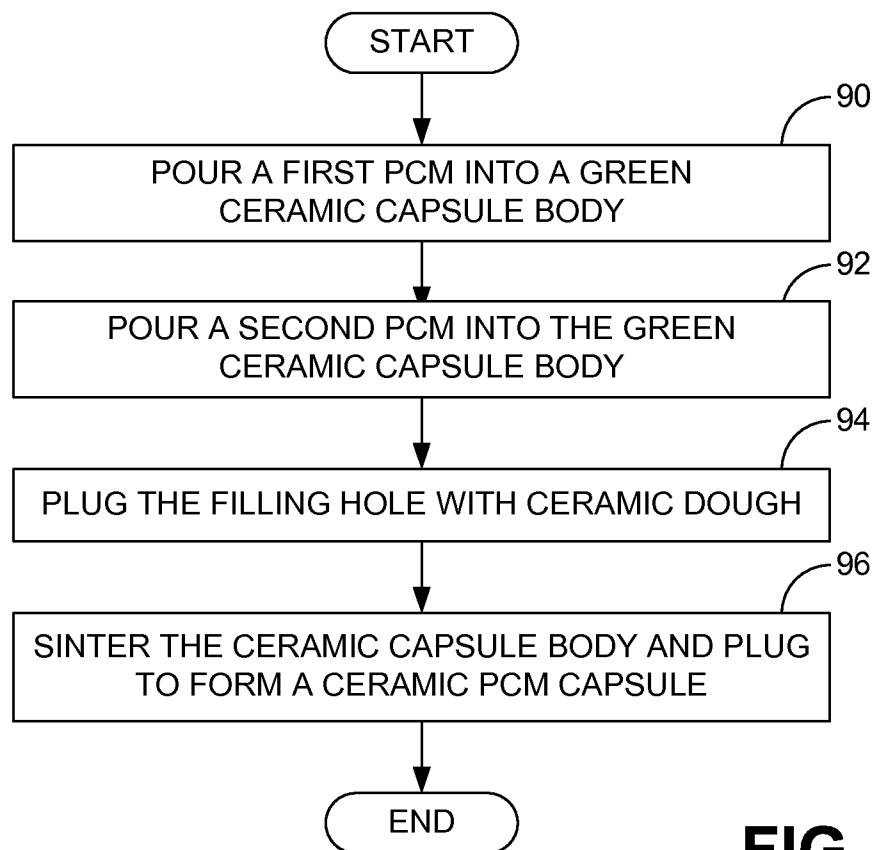 START
90
POUR A FIRST PCM INTO A GREEN
CERAMIC CAPSULE BODY
92
POUR A SECOND PCM INTO THE GREEN
CERAMIC CAPSULE BODY
94
PLUG THE FILLING HOLE WITH CERAMIC DOUGH
96
SINTER THE CERAMIC CAPSULE BODY AND PLUG
TO FORM A CERAMIC PCM CAPSULE
END
FIG